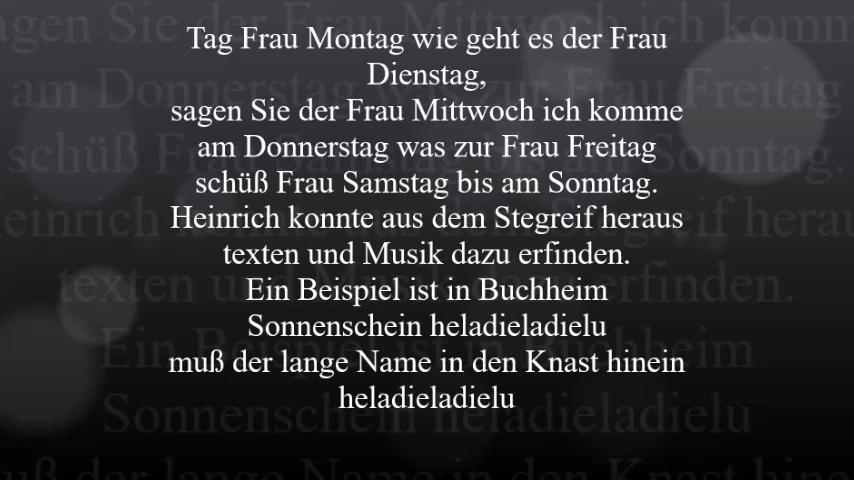 Tag Frau Montag wie geht es der Frau
Dienstag,
sagen Sie der Frau Mittwoch ich komme
am Donnerstag was zur Frau Freitag
schüß Frau Samstag bis am Sonntag.
Heinrich konnte aus dem Stegreif heraus
texten und Musik dazu erfinden.
Ein Beispiel ist in Buchheim
Sonnenschein heladieladielu
muß der lange Name in den Knast hinein
heladieladielu